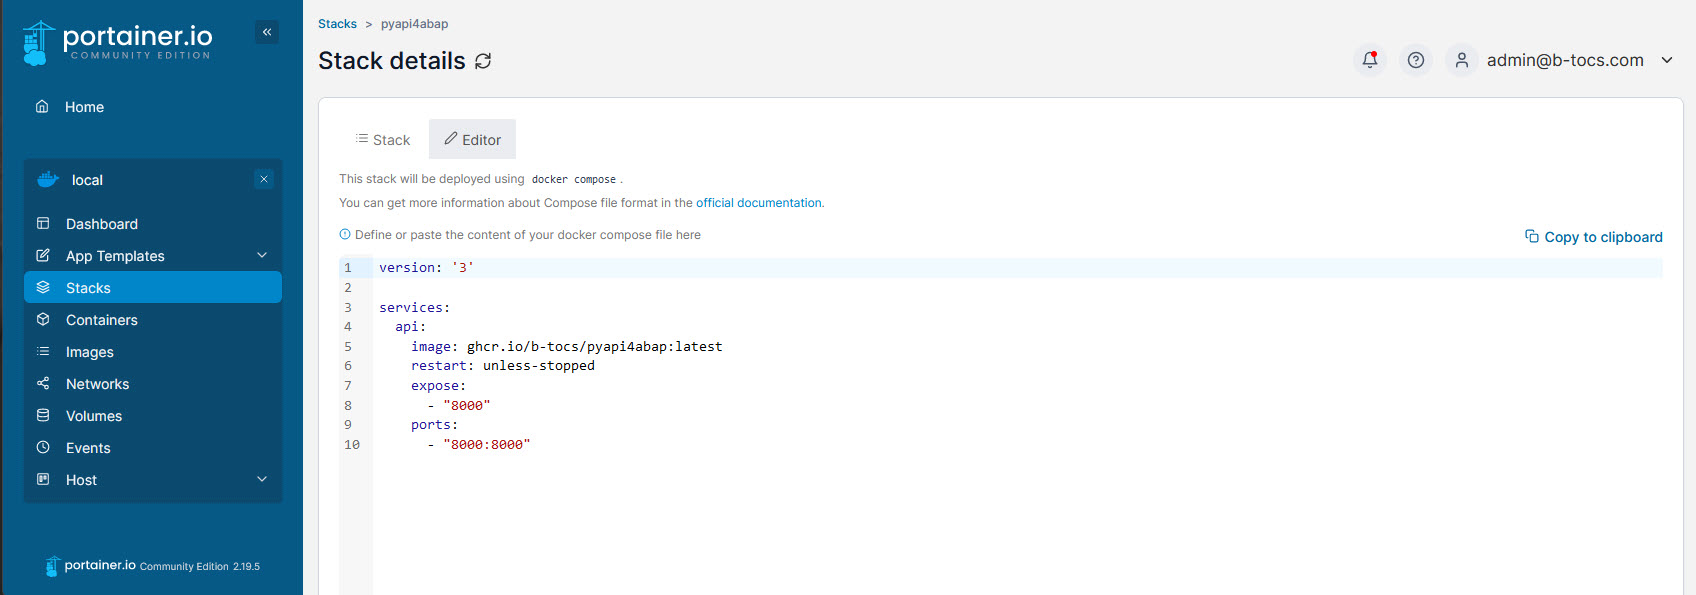 portainer.io
COMMUNITY EDITION
Home
local
Dashboard
App Templates
Stacks
Containers
Images
Networks
Volumes
Events
Host
portainer.io Community Edition 2.19.5
Stacks > pyapi4abap
Stack details
admin@b-tocs.com
Stack
Editor
This stack will be deployed using docker compose .
You can get more information about Compose file format in the official documentation.
Define or paste the content of your docker compose file here
Copy to clipboard
1 version: '3'
2
3 services:
4   api:
5     image: ghcr.io/b-tocs/pyapi4abap:latest
6     restart: unless-stopped
7     expose:
8       - "8000"
9     ports:
10       - "8000:8000"